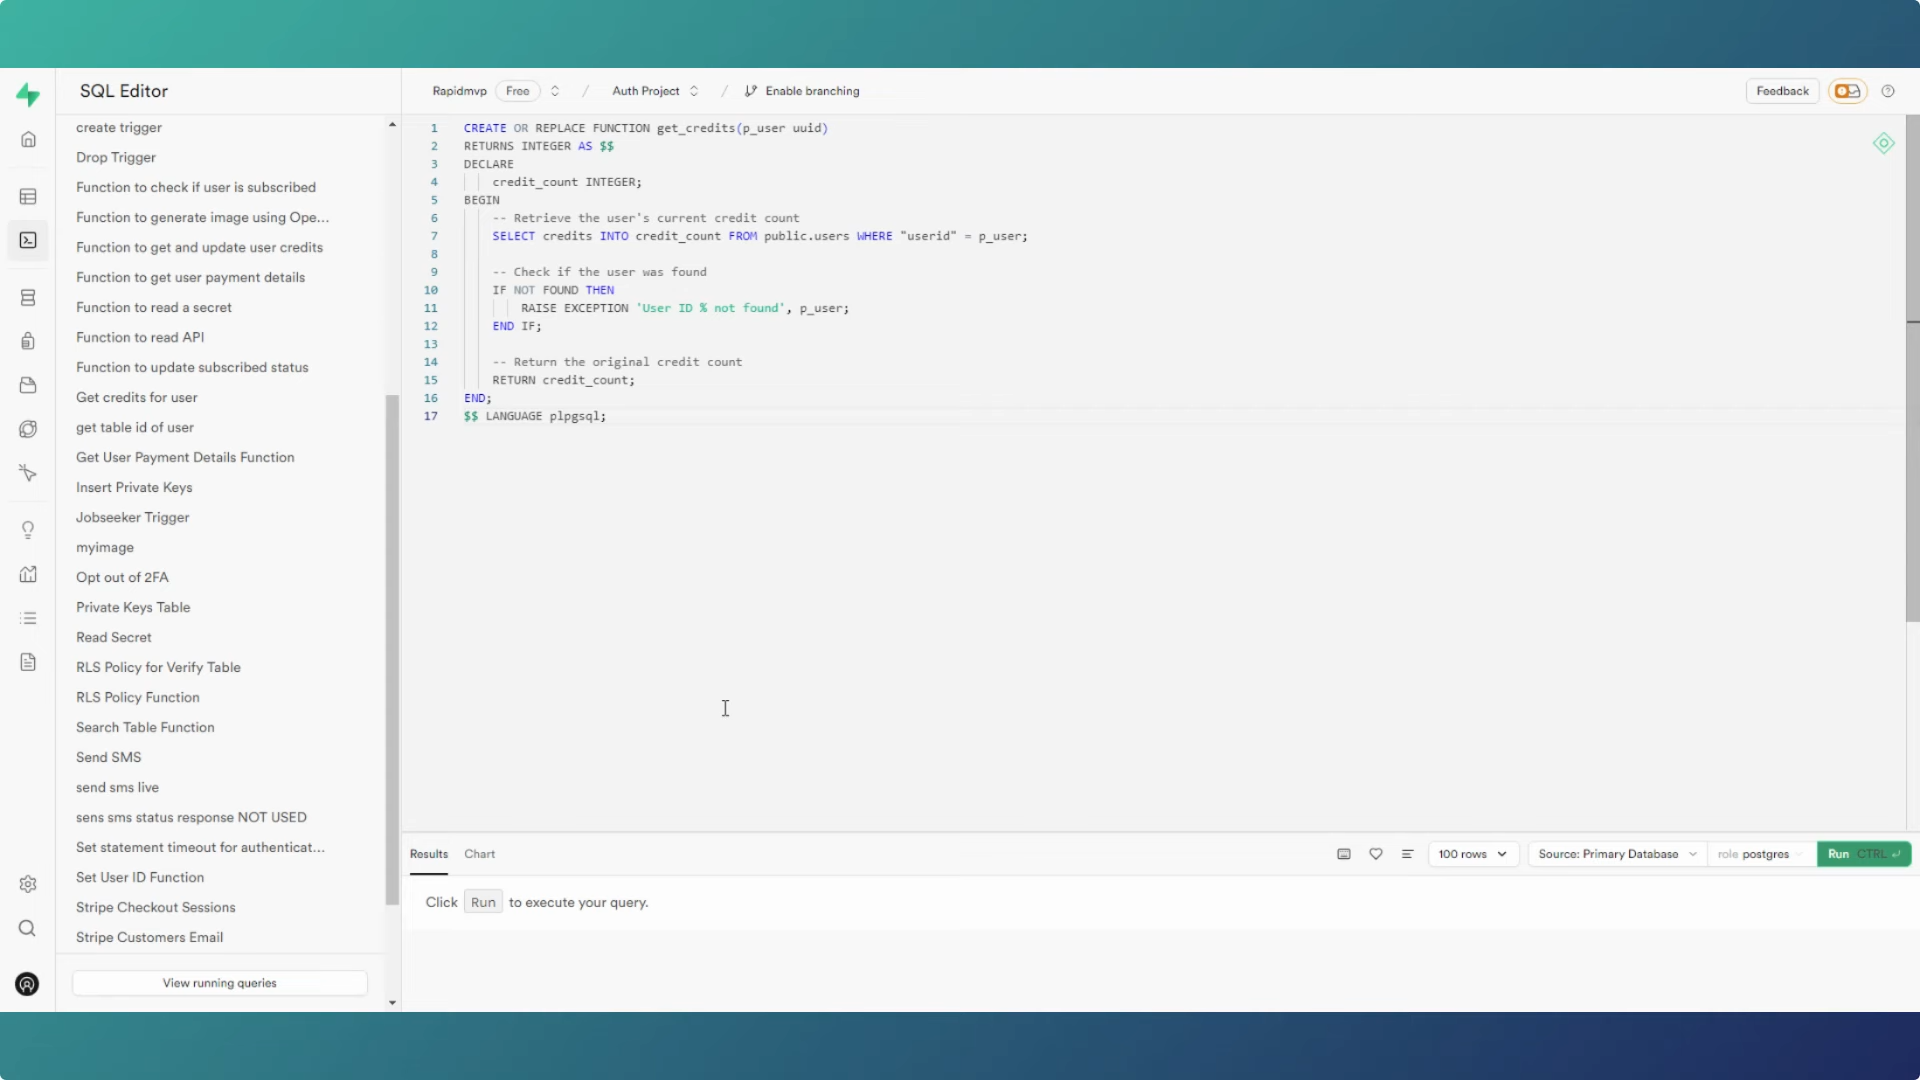 SQL Editor
Rapidmvp Free / Auth Project / Enable branching
Feedback
create trigger
Drop Trigger
Function to check if user is subscribed
Function to generate image using Ope...
Function to get and update user credits
Function to get user payment details
Function to read a secret
Function to read API
Function to update subscribed status
Get credits for user
get table id of user
Get User Payment Details Function
Insert Private Keys
Jobseeker Trigger
myimage
Opt out of 2FA
Private Keys Table
Read Secret
RLS Policy for Verify Table
RLS Policy Function
Search Table Function
Send SMS
send sms live
sens sms status response NOT USED
Set statement timeout for authenticat...
Set User ID Function
Stripe Checkout Sessions
Stripe Customers Email
View running queries
1 CREATE OR REPLACE FUNCTION get_credits(p_user uuid)
2 RETURNS INTEGER AS $$
3 DECLARE
4 credit_count INTEGER;
5 BEGIN
6 -- Retrieve the user's current credit count
7 SELECT credits INTO credit_count FROM public.users WHERE "userid" = p_user;
8
9 -- Check if the user was found
10 IF NOT FOUND THEN
11 RAISE EXCEPTION 'User ID % not found', p_user;
12 END IF;
13
14 -- Return the original credit count
15 RETURN credit_count;
16 END;
17 $$ LANGUAGE plpgsql;
Results Chart
100 rows Source: Primary Database role postgres Run CTRL
Click Run to execute your query.